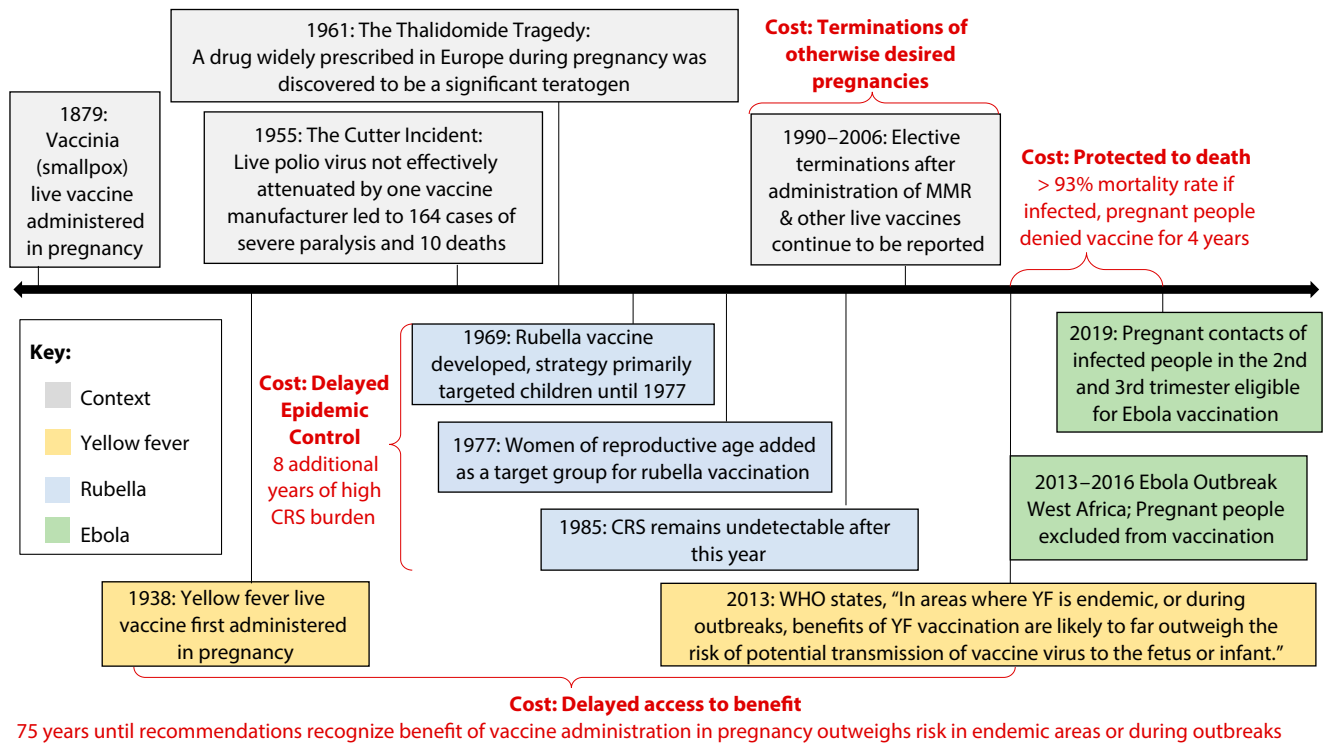 1961: The Thalidomide Tragedy:
A drug widely prescribed in Europe during pregnancy was
discovered to be a significant teratogen
Cost: Terminations of
otherwise desired
pregnancies
1879:
Vaccinia
(smallpox)
live vaccine
administered
in pregnancy
1955: The Cutter Incident:
Live polio virus not effectively
attenuated by one vaccine
manufacturer led to 164 cases of
severe paralysis and 10 deaths
1990–2006: Elective
terminations after
administration of MMR
& other live vaccines
continue to be reported
Cost: Protected to death
> 93% mortality rate if
infected, pregnant people
denied vaccine for 4 years
Key:
Context
Yellow fever
Rubella
Ebola
Cost: Delayed
Epidemic
Control
8 additional
years of high
CRS burden
1969: Rubella vaccine
developed, strategy primarily
targeted children until 1977
1977: Women of reproductive age added
as a target group for rubella vaccination
1985: CRS remains undetectable after
this year
2019: Pregnant contacts of
infected people in the 2nd
and 3rd trimester eligible
for Ebola vaccination
2013–2016 Ebola Outbreak
West Africa; Pregnant people
excluded from vaccination
1938: Yellow fever live
vaccine first administered
in pregnancy
2013: WHO states, “In areas where YF is endemic, or during
outbreaks, benefits of YF vaccination are likely to far outweigh the
risk of potential transmission of vaccine virus to the fetus or infant.”
Cost: Delayed access to benefit
75 years until recommendations recognize benefit of vaccine administration in pregnancy outweighs risk in endemic areas or during outbreaks